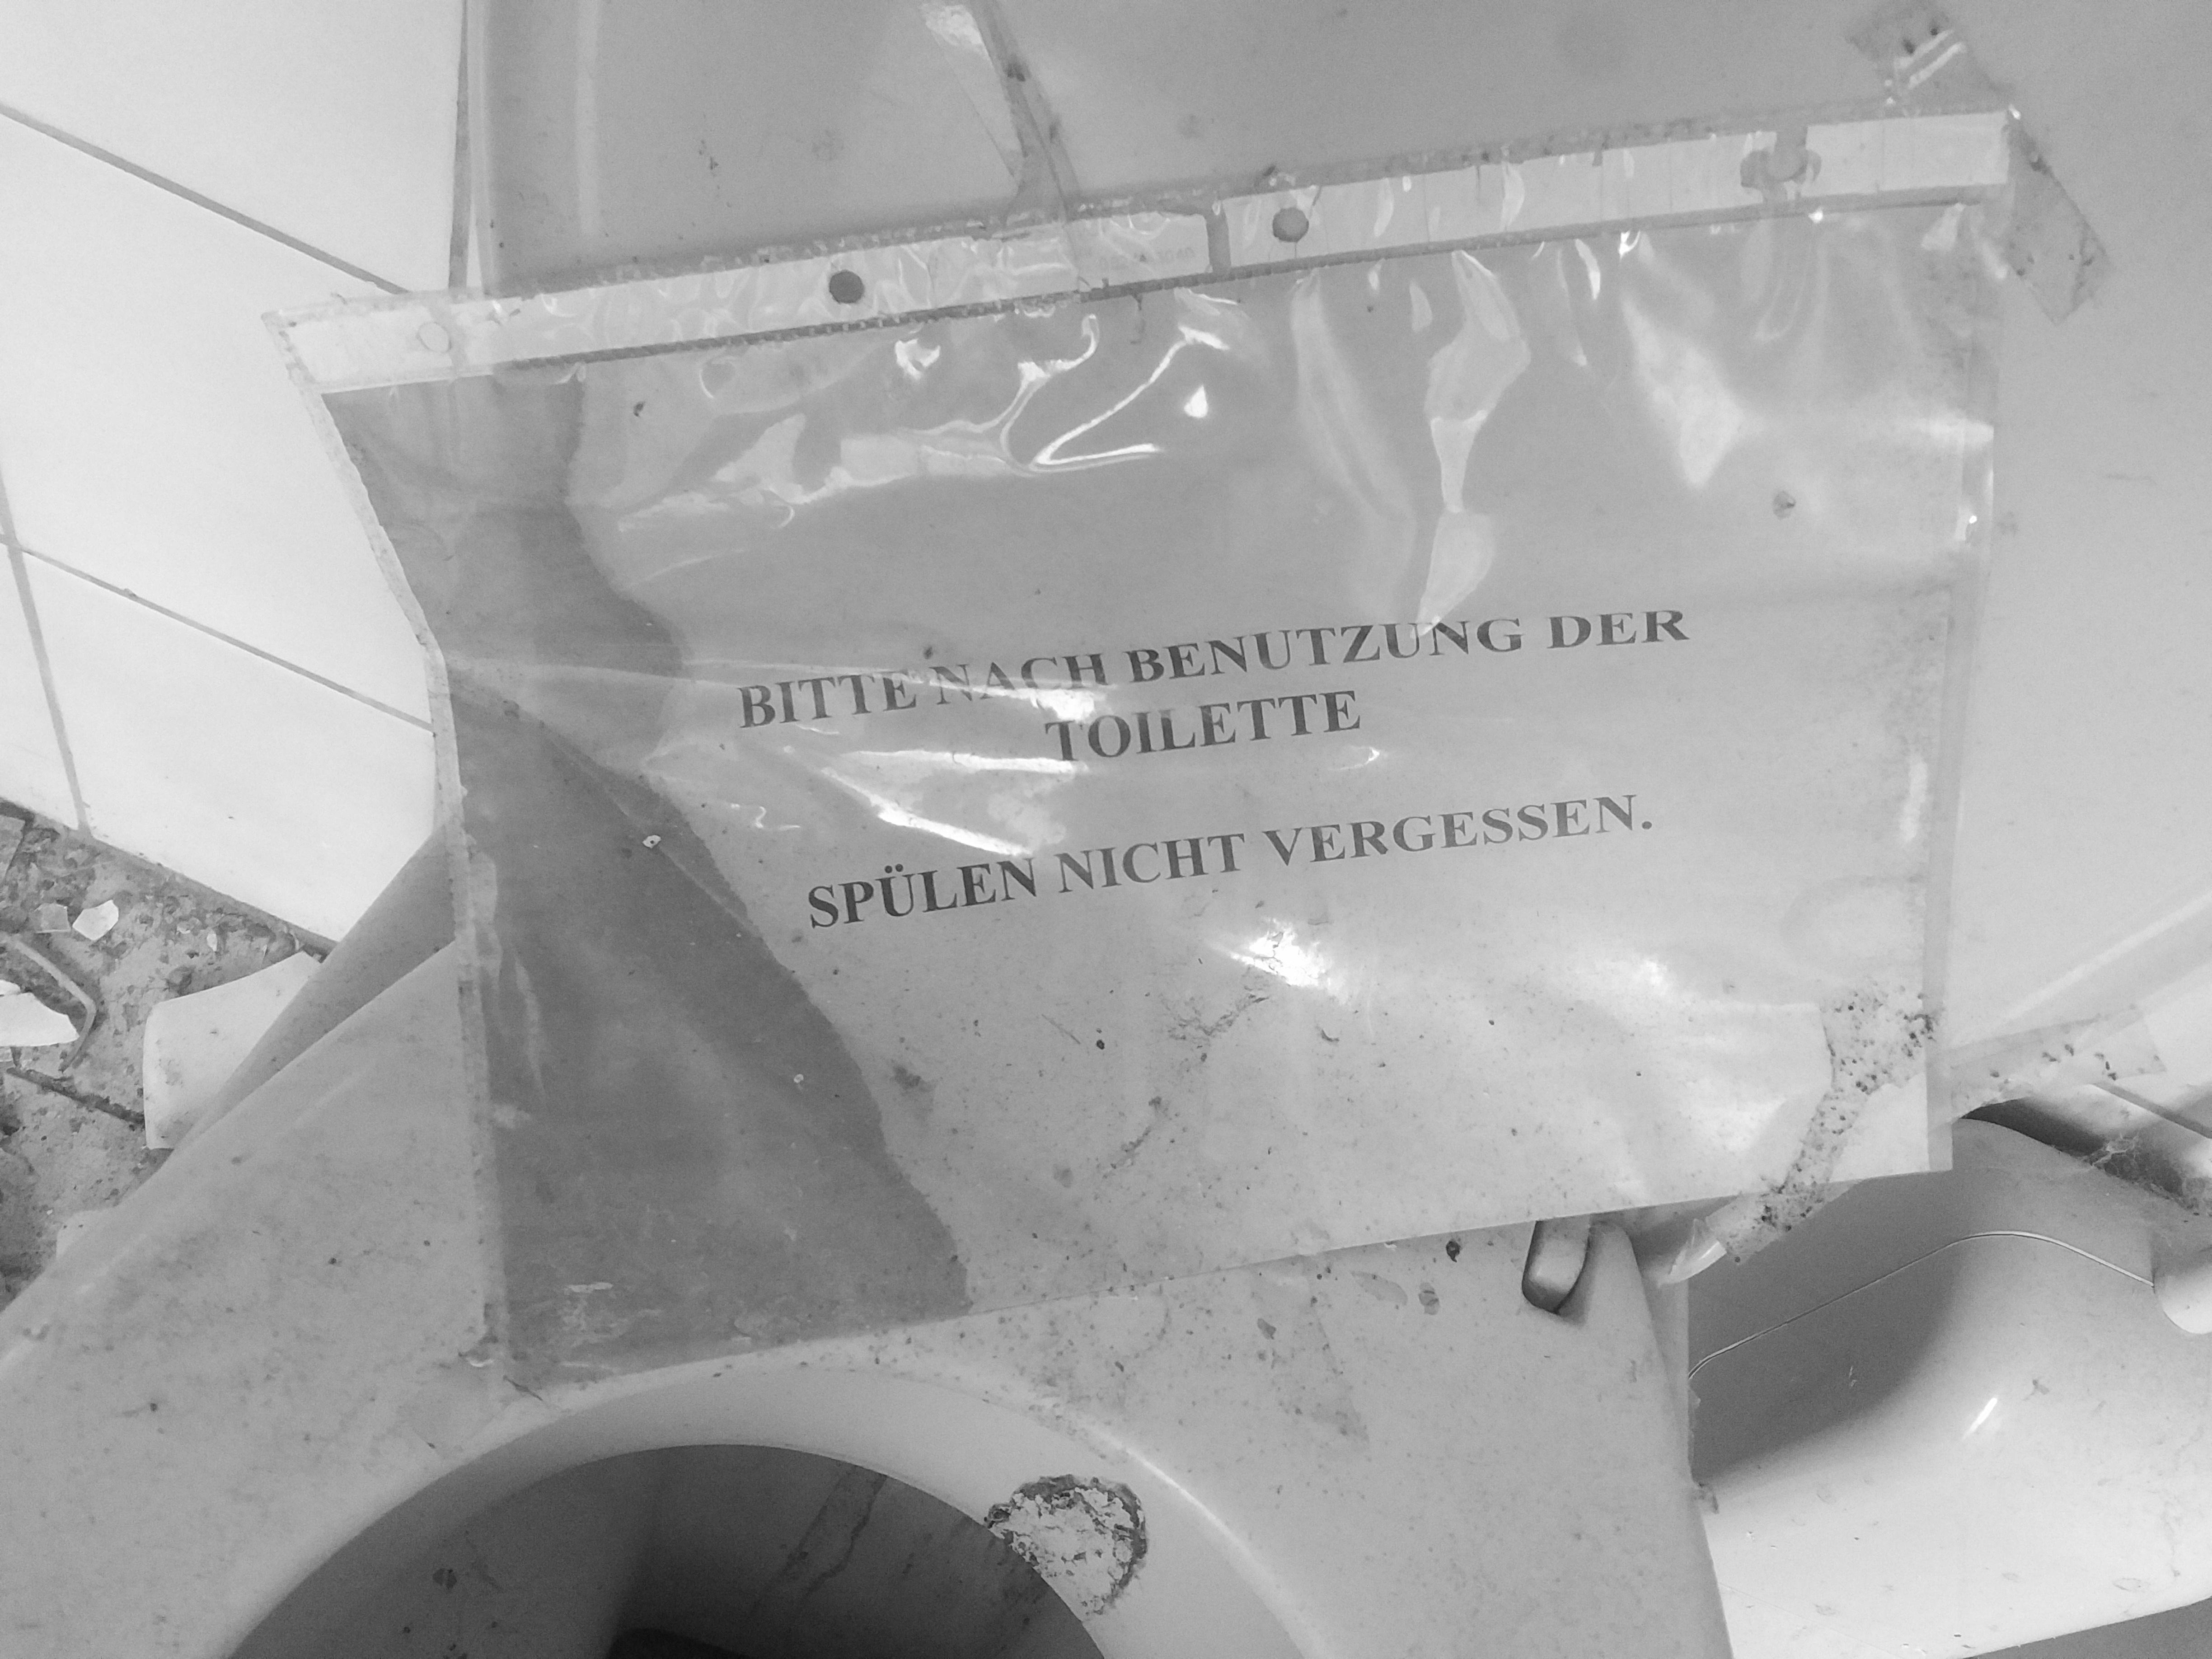 BITTE NACH BENUTZUNG DER
TOILETTE
SPÜLEN NICHT VERGESSEN.